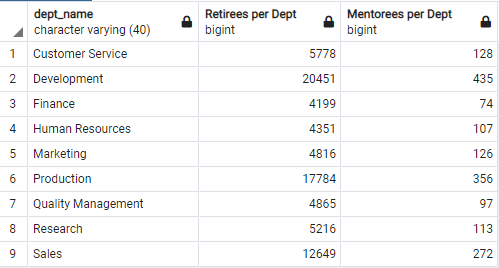 dept_name Retirees per Dept Mentorees per Dept
character varying (40) bigint bigint
1 Customer Service 5778 128
2 Development 20451 435
3 Finance 4199 74
4 Human Resources 4351 107
5 Marketing 4816 126
6 Production 17784 356
7 Quality Management 4865 97
8 Research 5216 113
9 Sales 12649 272